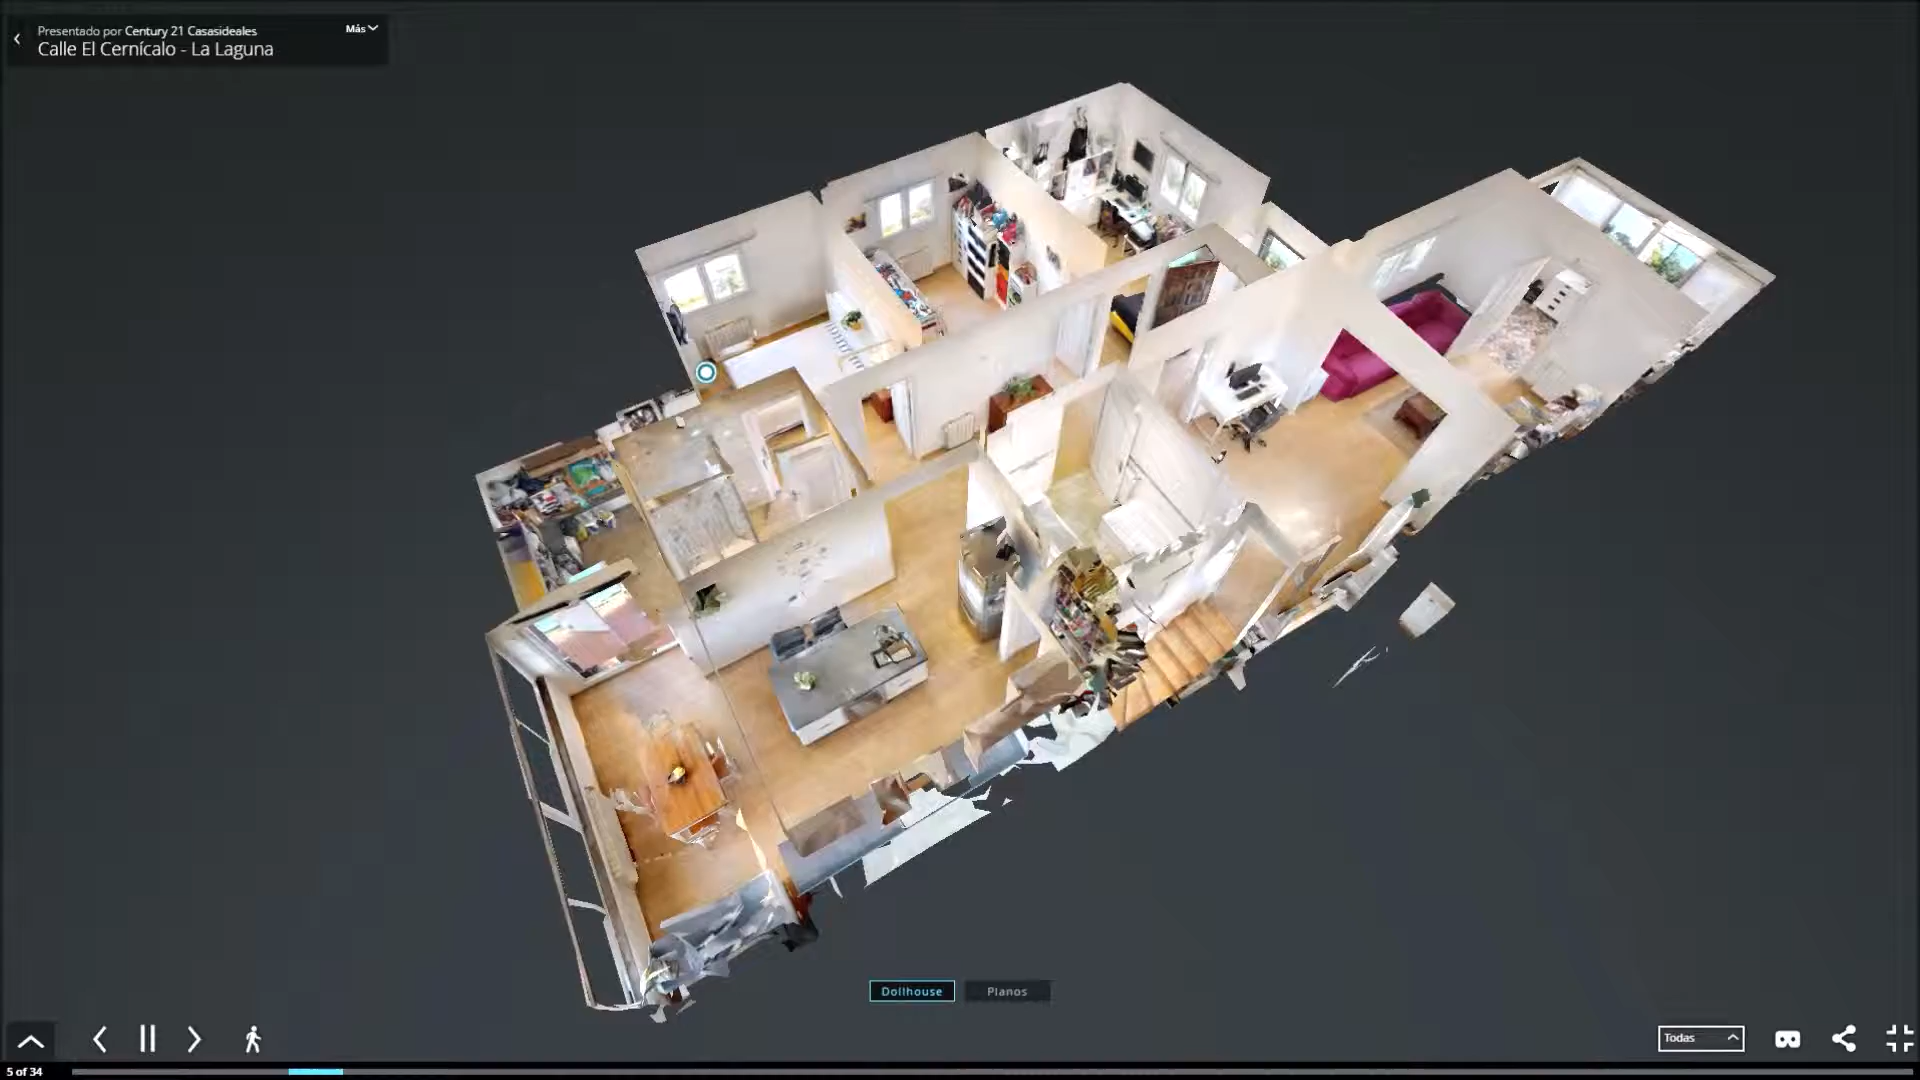 Presentado por Century 21 Casasideales
Más
Calle El Cernícalo - La Laguna
Dollhouse
Planos
Todas
5 of 34